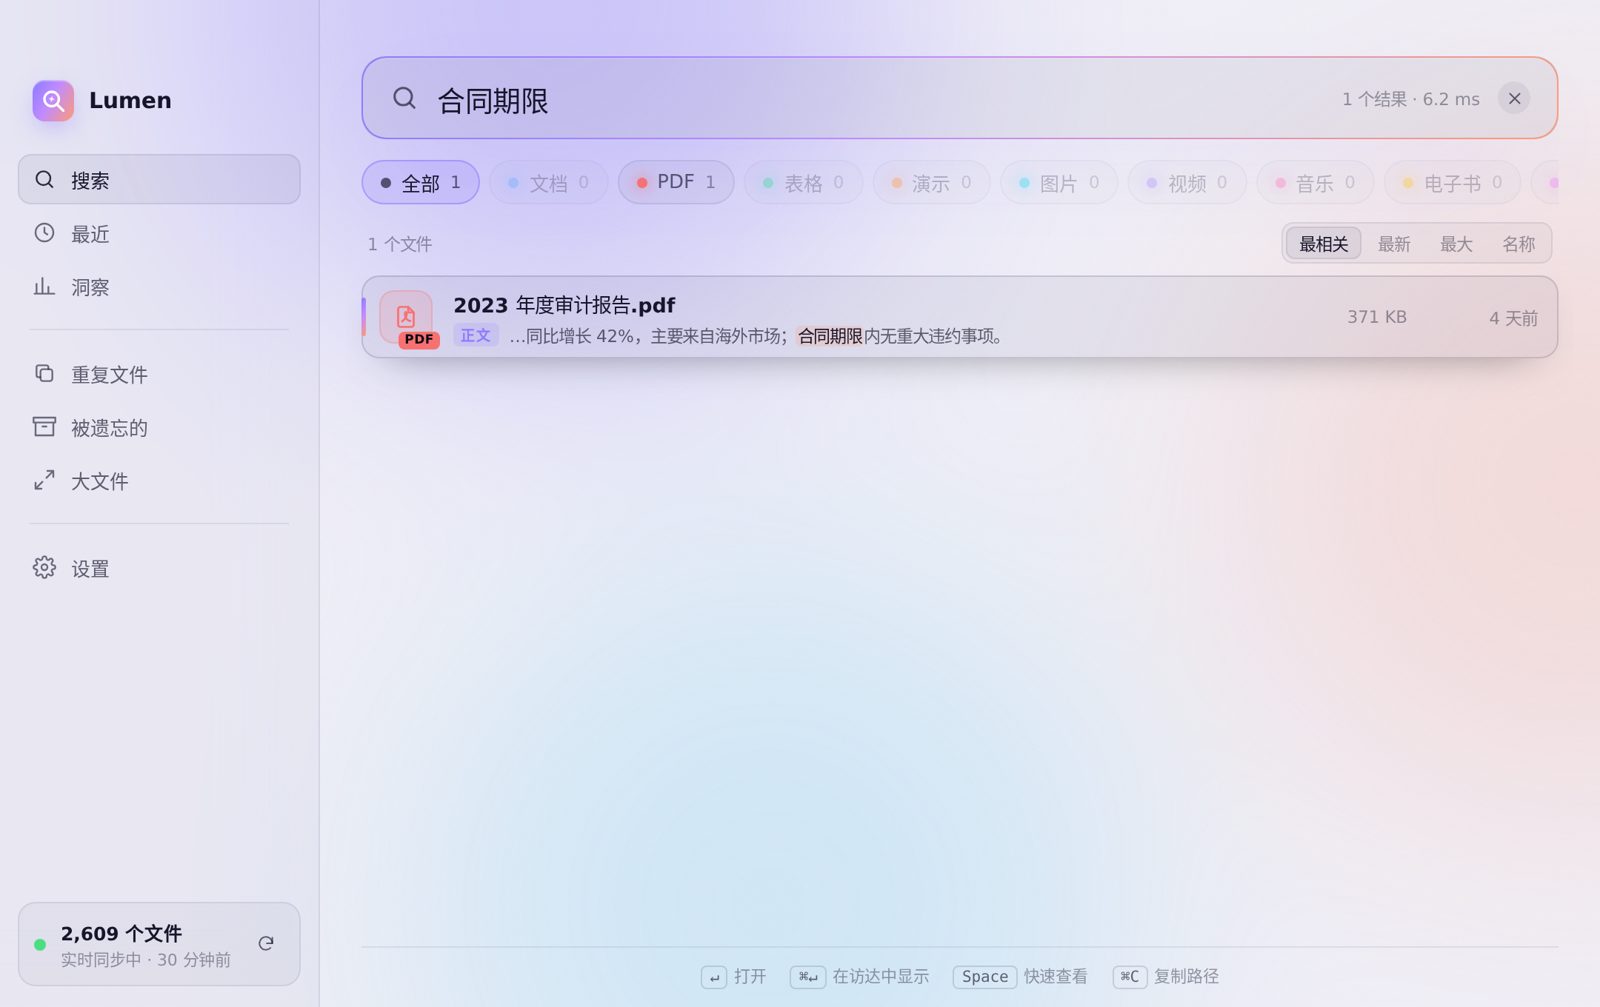 Lumen
搜索
最近
洞察
重复文件
被遗忘的
大文件
设置
2,609 个文件
实时同步中 · 30 分钟前
合同期限
1 个结果 · 6.2 ms
全部 1
文档 0
PDF 1
表格 0
演示 0
图片 0
视频 0
音乐 0
电子书 0
1 个文件
最相关
最新
最大
名称
2023 年度审计报告.pdf
PDF
正文 …同比增长 42%，主要来自海外市场；合同期限内无重大违约事项。
371 KB
4 天前
↵ 打开
⌘↵ 在访达中显示
Space 快速查看
⌘C 复制路径